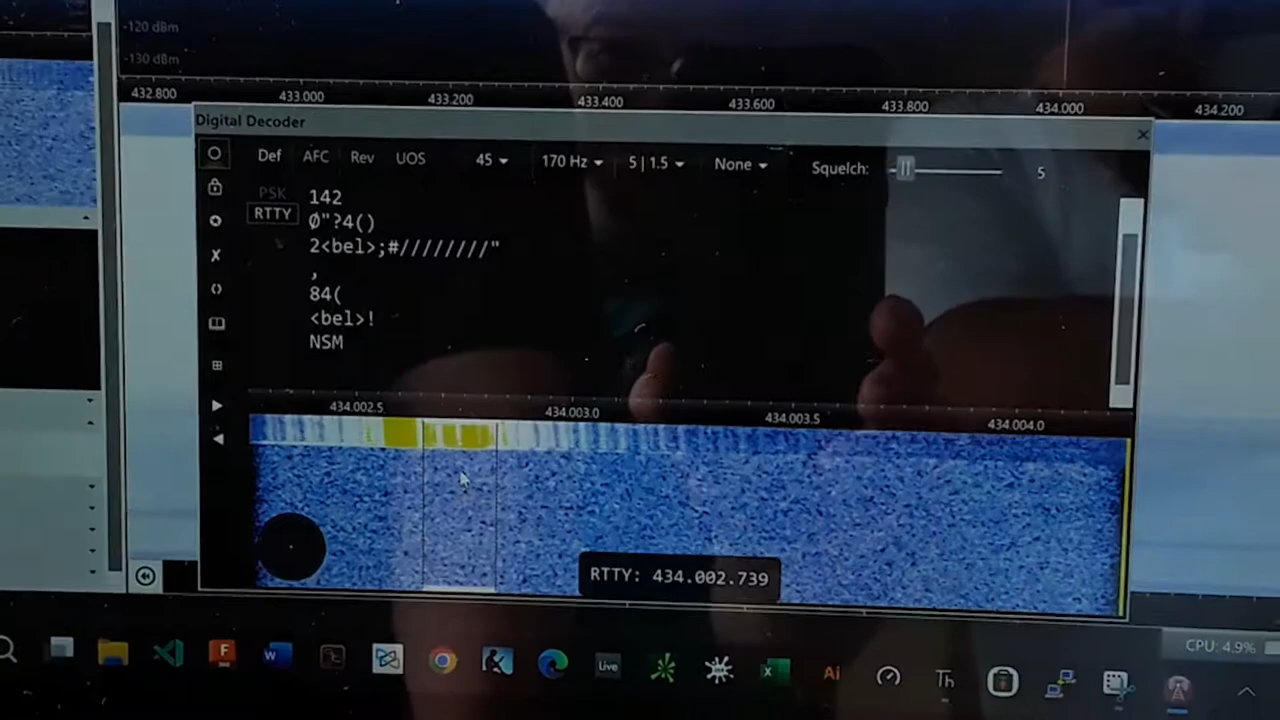 -120 dBm
-130 dBm
432.800 433.000 433.200 433.400 433.600 433.800 434.000 434.200
Digital Decoder
Def AFC Rev UOS 45 170 Hz 5|1.5 None Squelch: 5
PSK
RTTY
142
Ø"?4()
2<bel>;#////////"
,
84(
<bel>!
NSM
434.002.5 434.003.0 434.003.5 434.004.0
RTTY: 434.002.739
CPU: 4.9%
F
W
Live
X
Ai
Th